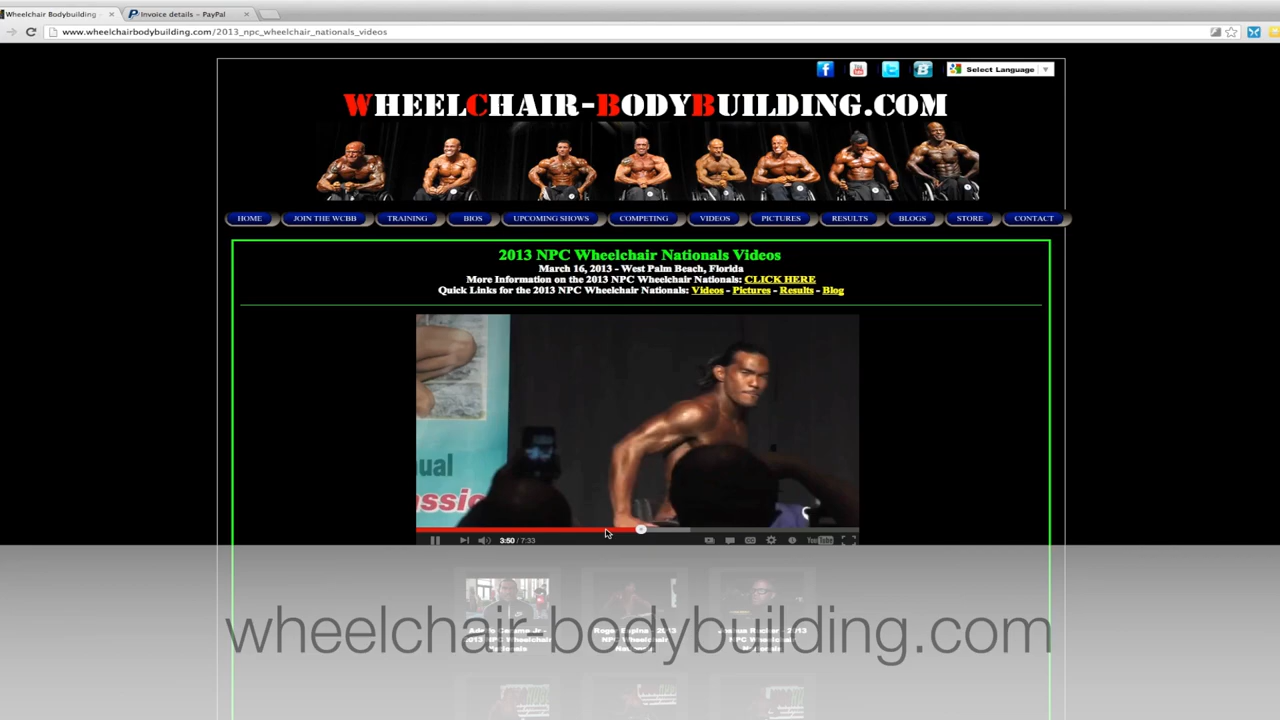 Wheelchair Bodybuilding
Invoice details – PayPal
www.wheelchairbodybuilding.com/2013_npc_wheelchair_nationals_videos
Select Language
WHEELCHAIR-BODYBUILDING.COM
HOME JOIN THE WCBB TRAINING BIOS UPCOMING SHOWS COMPETING VIDEOS PICTURES RESULTS BLOGS STORE CONTACT
2013 NPC Wheelchair Nationals Videos
March 16, 2013 - West Palm Beach, Florida
More Information on the 2013 NPC Wheelchair Nationals: CLICK HERE
Quick Links for the 2013 NPC Wheelchair Nationals: Videos - Pictures - Results - Blog
3:50 / 7:33
YouTube
wheelchair-bodybuilding.com